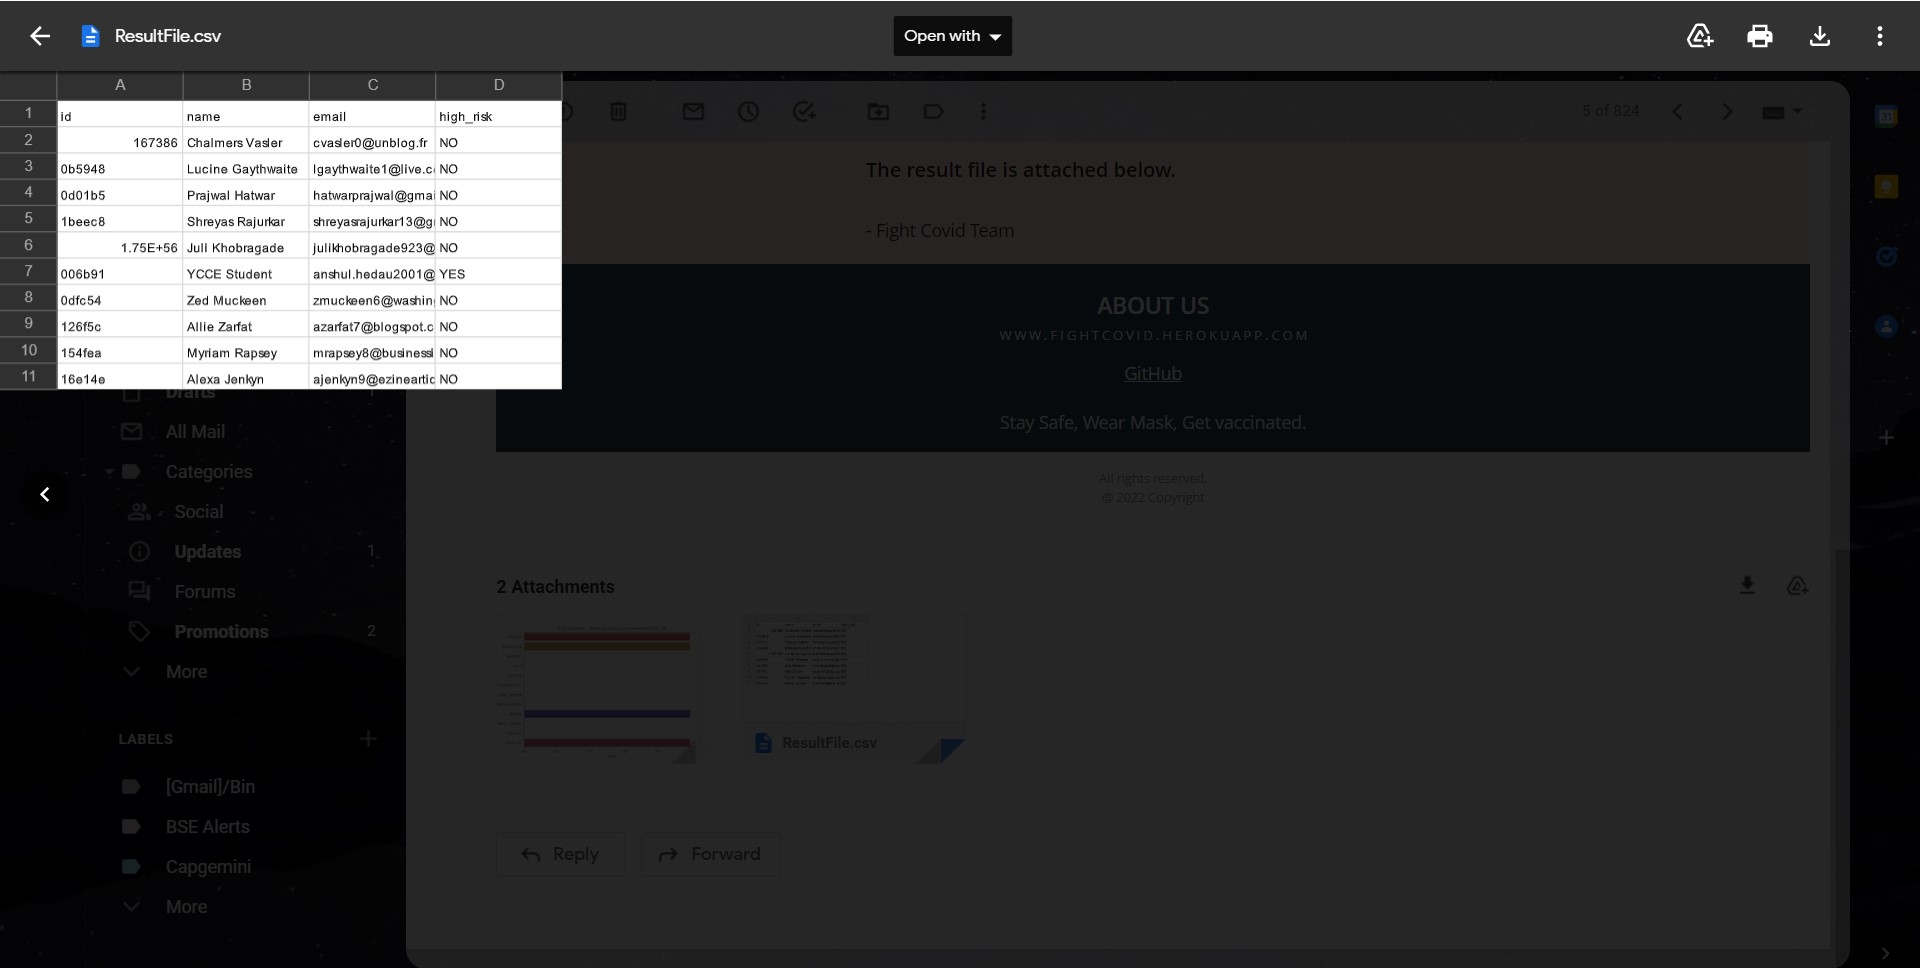 ResultFile.csv
Open with
A B C D
1 id name email high_risk
2 167386 Chalmers Vasler cvasler0@unblog.fr NO
3 0b5948 Lucine Gaythwaite lgaythwaite1@live.c NO
4 0d01b5 Prajwal Hatwar hatwarprajwal@gmai NO
5 1beec8 Shreyas Rajurkar shreyasrajurkar13@g NO
6 1.75E+56 Juli Khobragade julikhobragade923@ NO
7 006b91 YCCE Student anshul.hedau2001@ YES
8 0dfc54 Zed Muckeen zmuckeen6@washin NO
9 126f5c Allie Zarfat azarfat7@blogspot.c NO
10 154fea Myriam Rapsey mrapsey8@businessl NO
11 16e14e Alexa Jenkyn ajenkyn9@ezinearti NO
5 of 824
31
The result file is attached below.
- Fight Covid Team
ABOUT US
WWW.FIGHTCOVID.HEROKUAPP.COM
GitHub
Stay Safe, Wear Mask, Get vaccinated.
All rights reserved.
@ 2022 Copyright
Drafts 1
All Mail
Categories
Social
Updates 1
Forums
Promotions 2
More
LABELS
[Gmail]/Bin
BSE Alerts
Capgemini
More
2 Attachments
ResultFile.csv
Reply
Forward